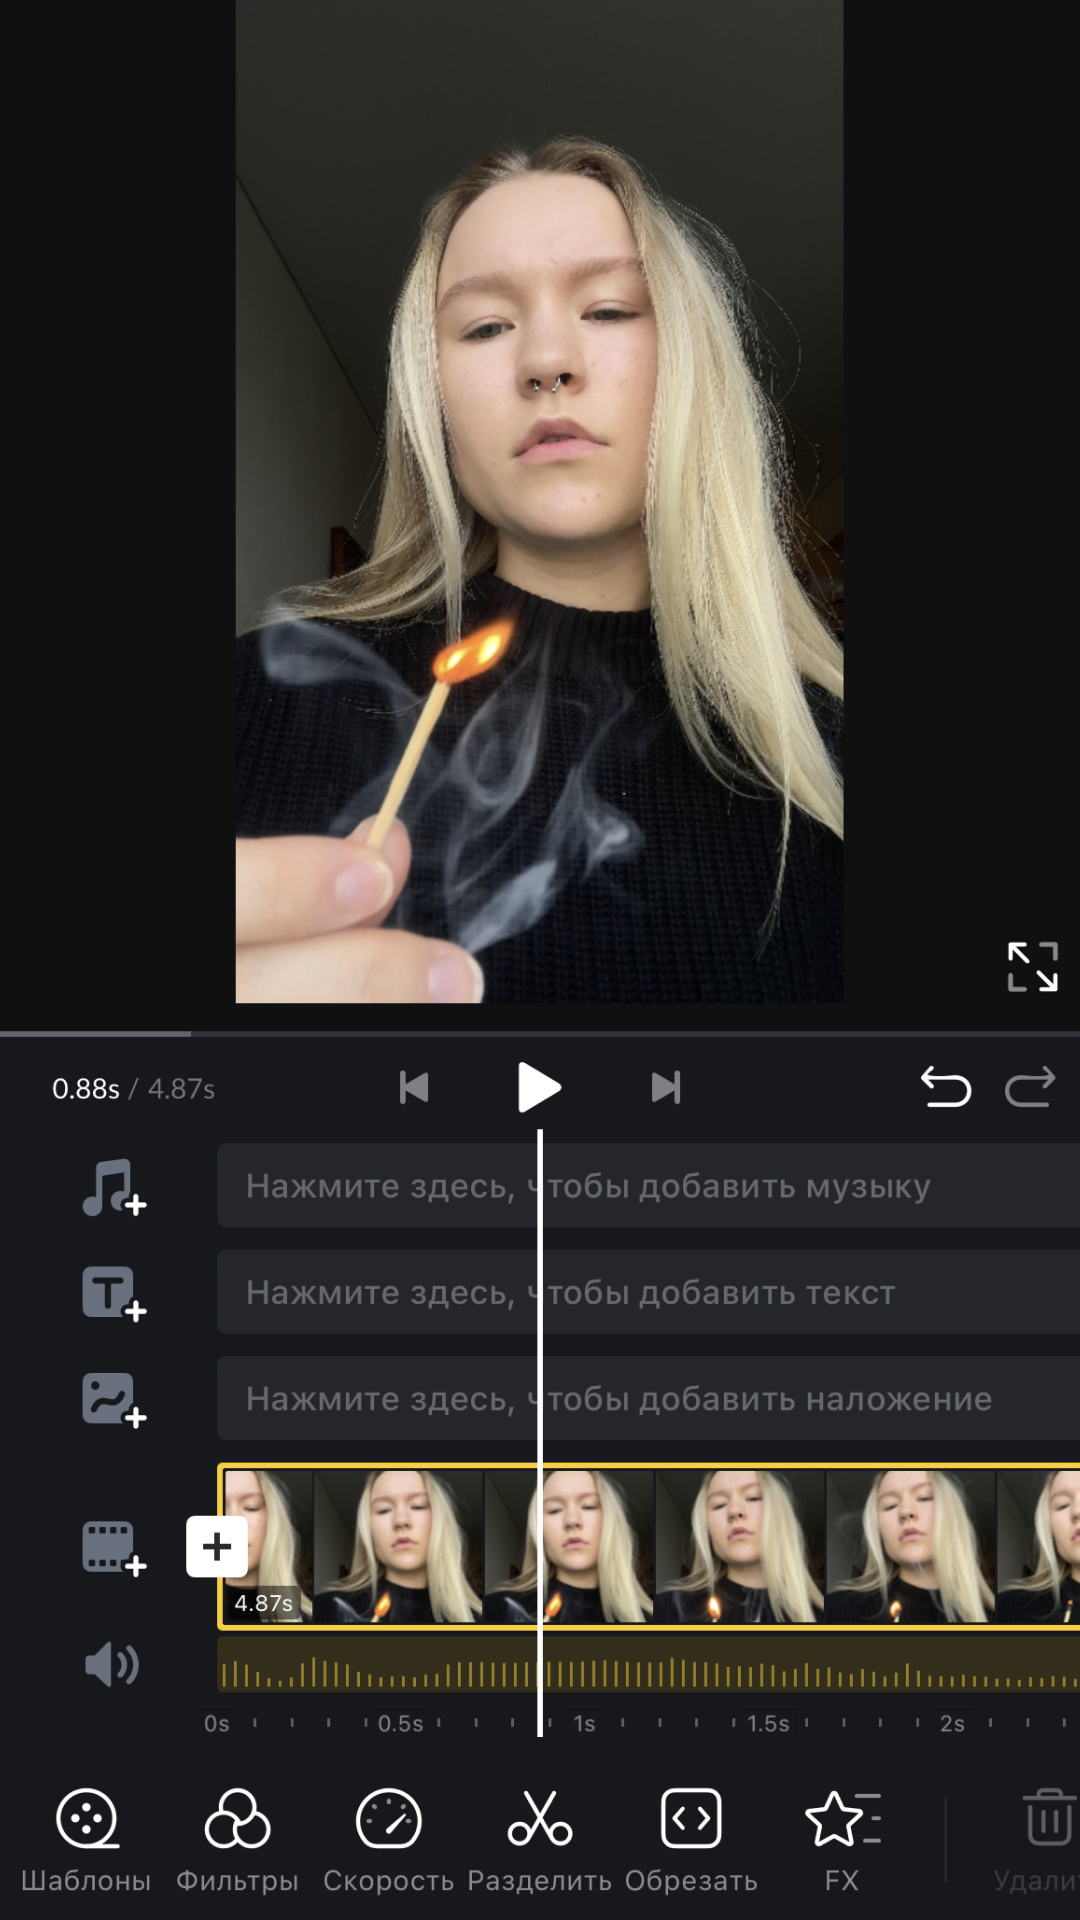 0.88s / 4.87s
Нажмите здесь, чтобы добавить музыку
Нажмите здесь, чтобы добавить текст
Нажмите здесь, чтобы добавить наложение
4.87s
0s 0.5s 1s 1.5s 2s
Шаблоны Фильтры Скорость Разделить Обрезать FX